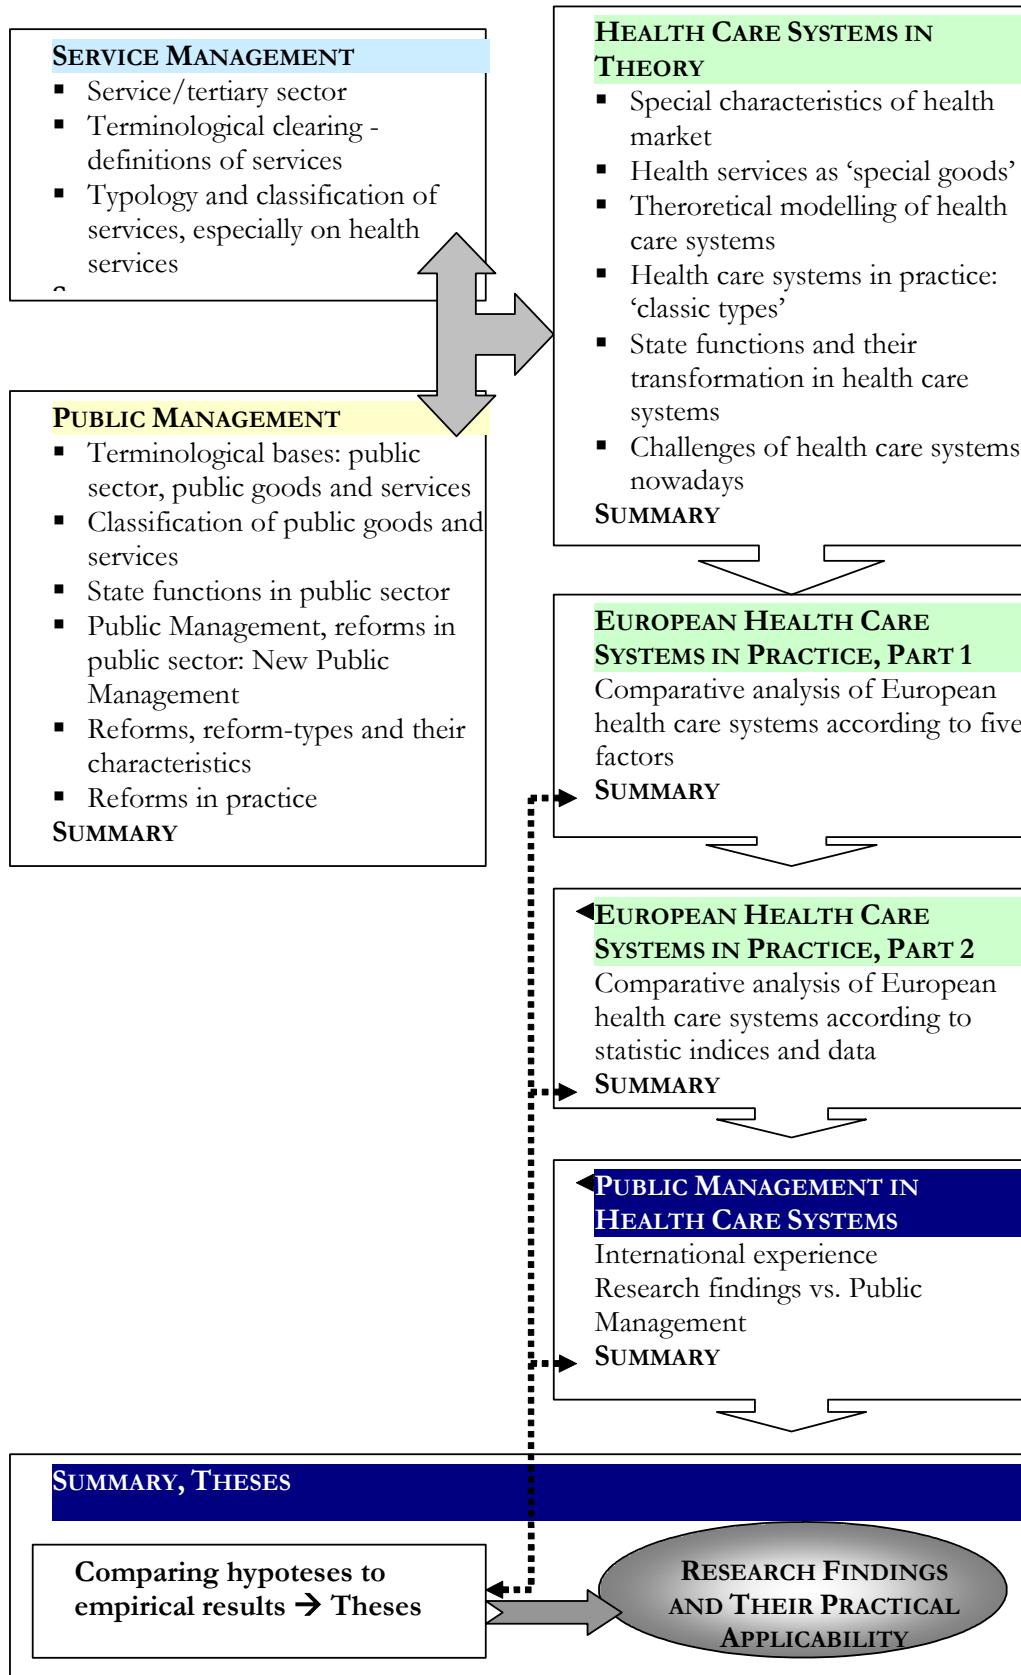 SERVICE MANAGEMENT
▪ Service/tertiary sector
▪ Terminological clearing -
definitions of services
▪ Typology and classification of
services, especially on health
services
PUBLIC MANAGEMENT
▪ Terminological bases: public
sector, public goods and services
▪ Classification of public goods and
services
▪ State functions in public sector
▪ Public Management, reforms in
public sector: New Public
Management
▪ Reforms, reform-types and their
characteristics
▪ Reforms in practice
SUMMARY
HEALTH CARE SYSTEMS IN
THEORY
▪ Special characteristics of health
market
▪ Health services as ‘special goods’
▪ Theroretical modelling of health
care systems
▪ Health care systems in practice:
‘classic types’
▪ State functions and their
transformation in health care
systems
▪ Challenges of health care systems
nowadays
SUMMARY
EUROPEAN HEALTH CARE
SYSTEMS IN PRACTICE, PART 1
Comparative analysis of European
health care systems according to five
factors
SUMMARY
EUROPEAN HEALTH CARE
SYSTEMS IN PRACTICE, PART 2
Comparative analysis of European
health care systems according to
statistic indices and data
SUMMARY
PUBLIC MANAGEMENT IN
HEALTH CARE SYSTEMS
International experience
Research findings vs. Public
Management
SUMMARY
SUMMARY, THESES
Comparing hypoteses to
empirical results → Theses
RESEARCH FINDINGS
AND THEIR PRACTICAL
APPLICABILITY